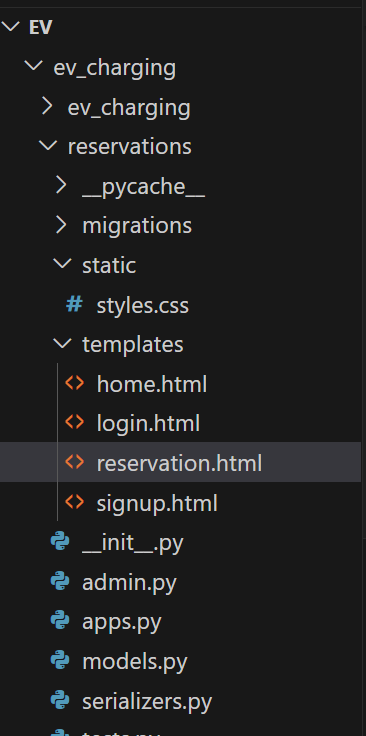 EV
ev_charging
ev_charging
reservations
__pycache__
migrations
static
# styles.css
templates
<> home.html
<> login.html
<> reservation.html
<> signup.html
__init__.py
admin.py
apps.py
models.py
serializers.py